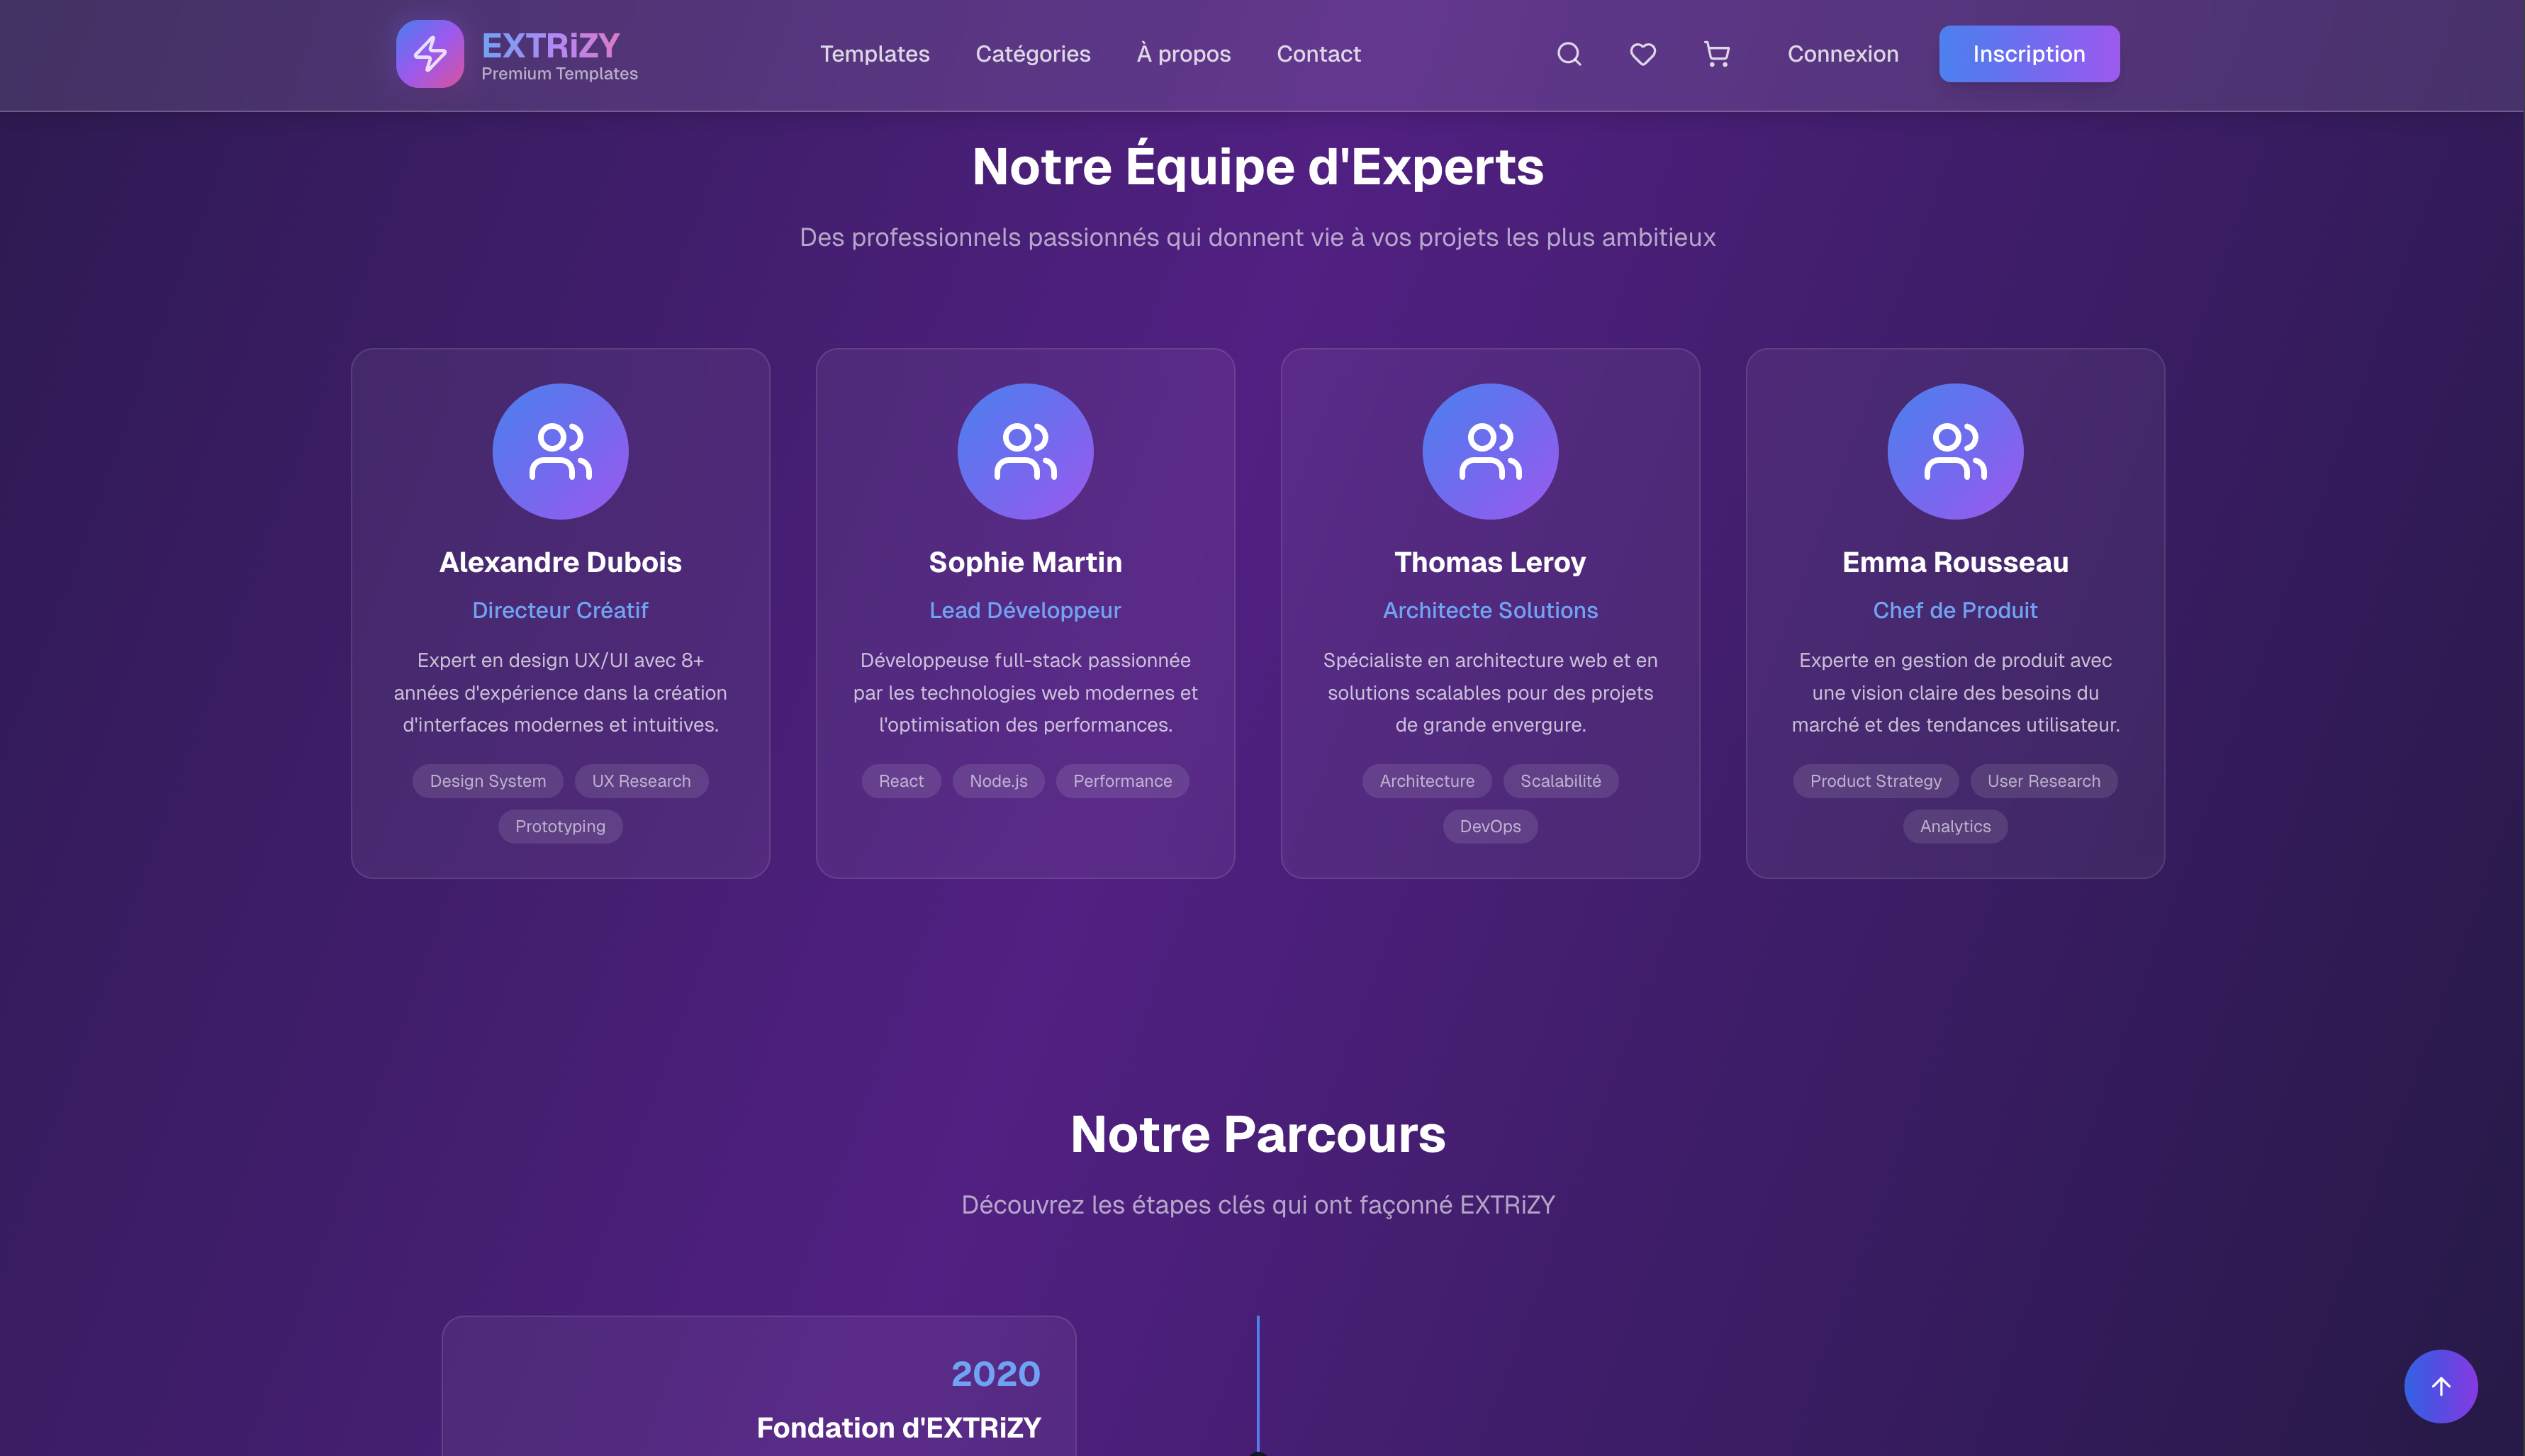 EXTRiZY
Premium Templates
Templates
Catégories
À propos
Contact
Connexion
Inscription
Notre Équipe d'Experts
Des professionnels passionnés qui donnent vie à vos projets les plus ambitieux
Alexandre Dubois
Directeur Créatif
Expert en design UX/UI avec 8+
années d'expérience dans la création
d'interfaces modernes et intuitives.
Design System
UX Research
Prototyping
Sophie Martin
Lead Développeur
Développeuse full-stack passionnée
par les technologies web modernes et
l'optimisation des performances.
React
Node.js
Performance
Thomas Leroy
Architecte Solutions
Spécialiste en architecture web et en
solutions scalables pour des projets
de grande envergure.
Architecture
Scalabilité
DevOps
Emma Rousseau
Chef de Produit
Experte en gestion de produit avec
une vision claire des besoins du
marché et des tendances utilisateur.
Product Strategy
User Research
Analytics
Notre Parcours
Découvrez les étapes clés qui ont façonné EXTRiZY
2020
Fondation d'EXTRiZY